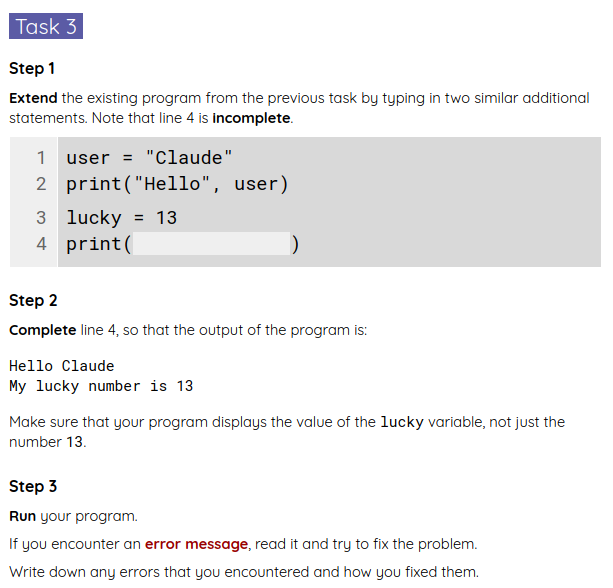 Task 3
Step 1
Extend the existing program from the previous task by typing in two similar additional
statements. Note that line 4 is incomplete.
1 user = "Claude"
2 print("Hello", user)
3 lucky = 13
4 print( )
Step 2
Complete line 4, so that the output of the program is:
Hello Claude
My lucky number is 13
Make sure that your program displays the value of the lucky variable, not just the
number 13.
Step 3
Run your program.
If you encounter an error message, read it and try to fix the problem.
Write down any errors that you encountered and how you fixed them.